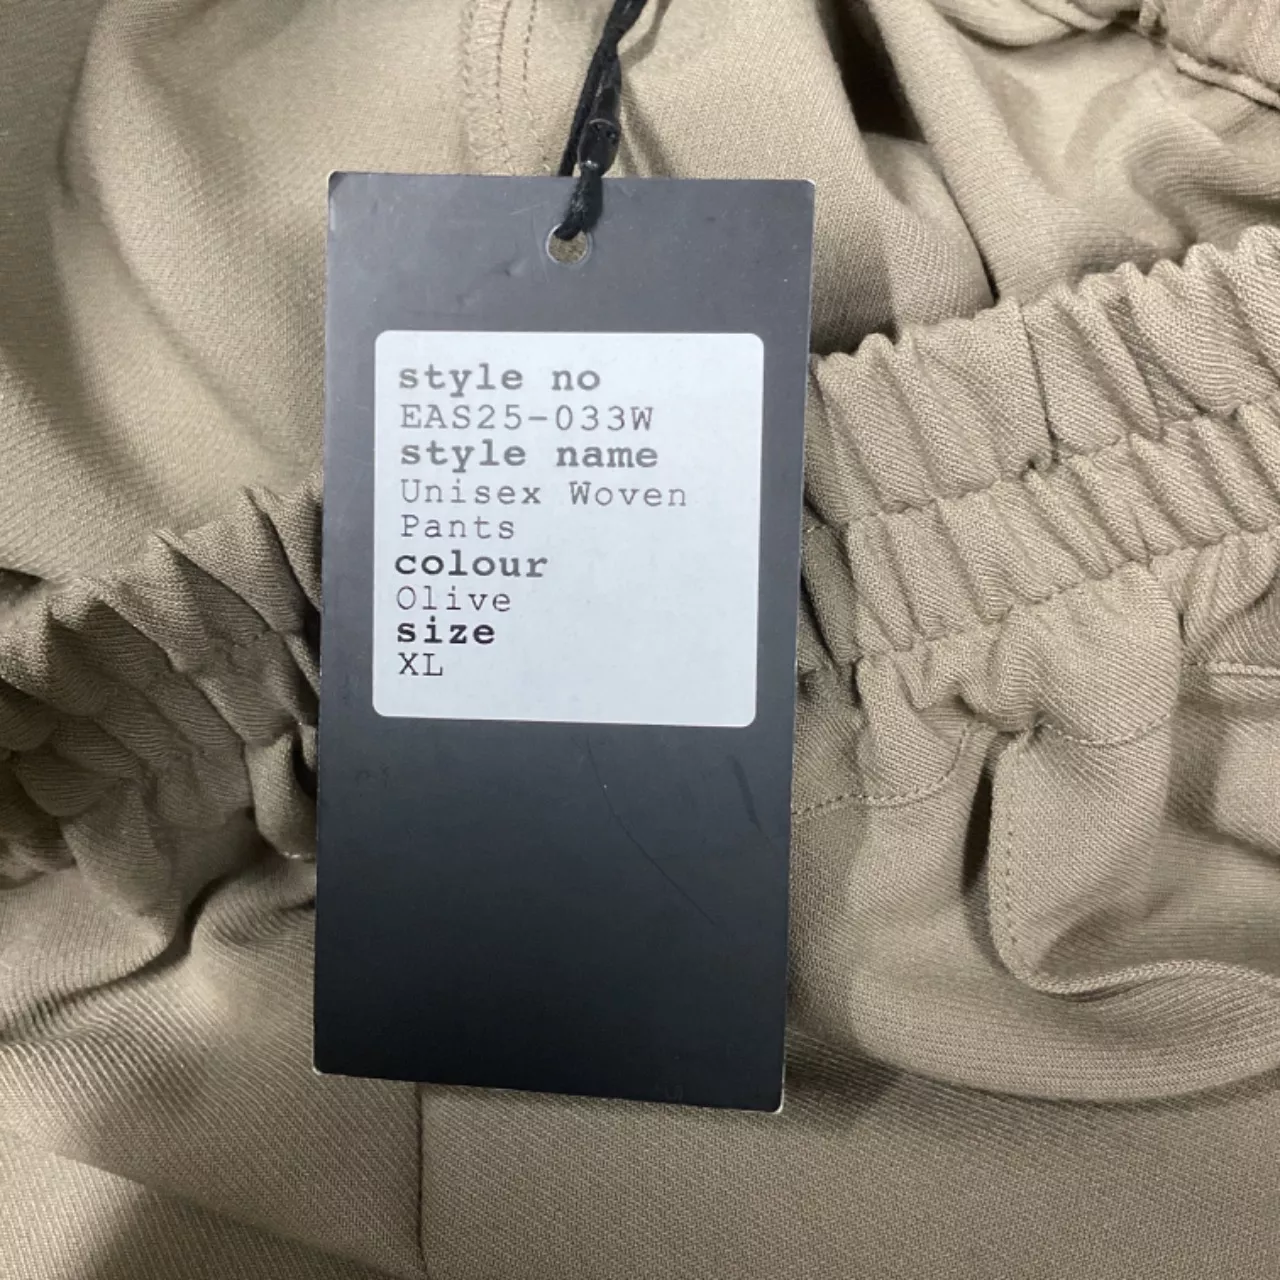 style no
EAS25-033W
style name
Unisex Woven
Pants
colour
Olive
size
XL